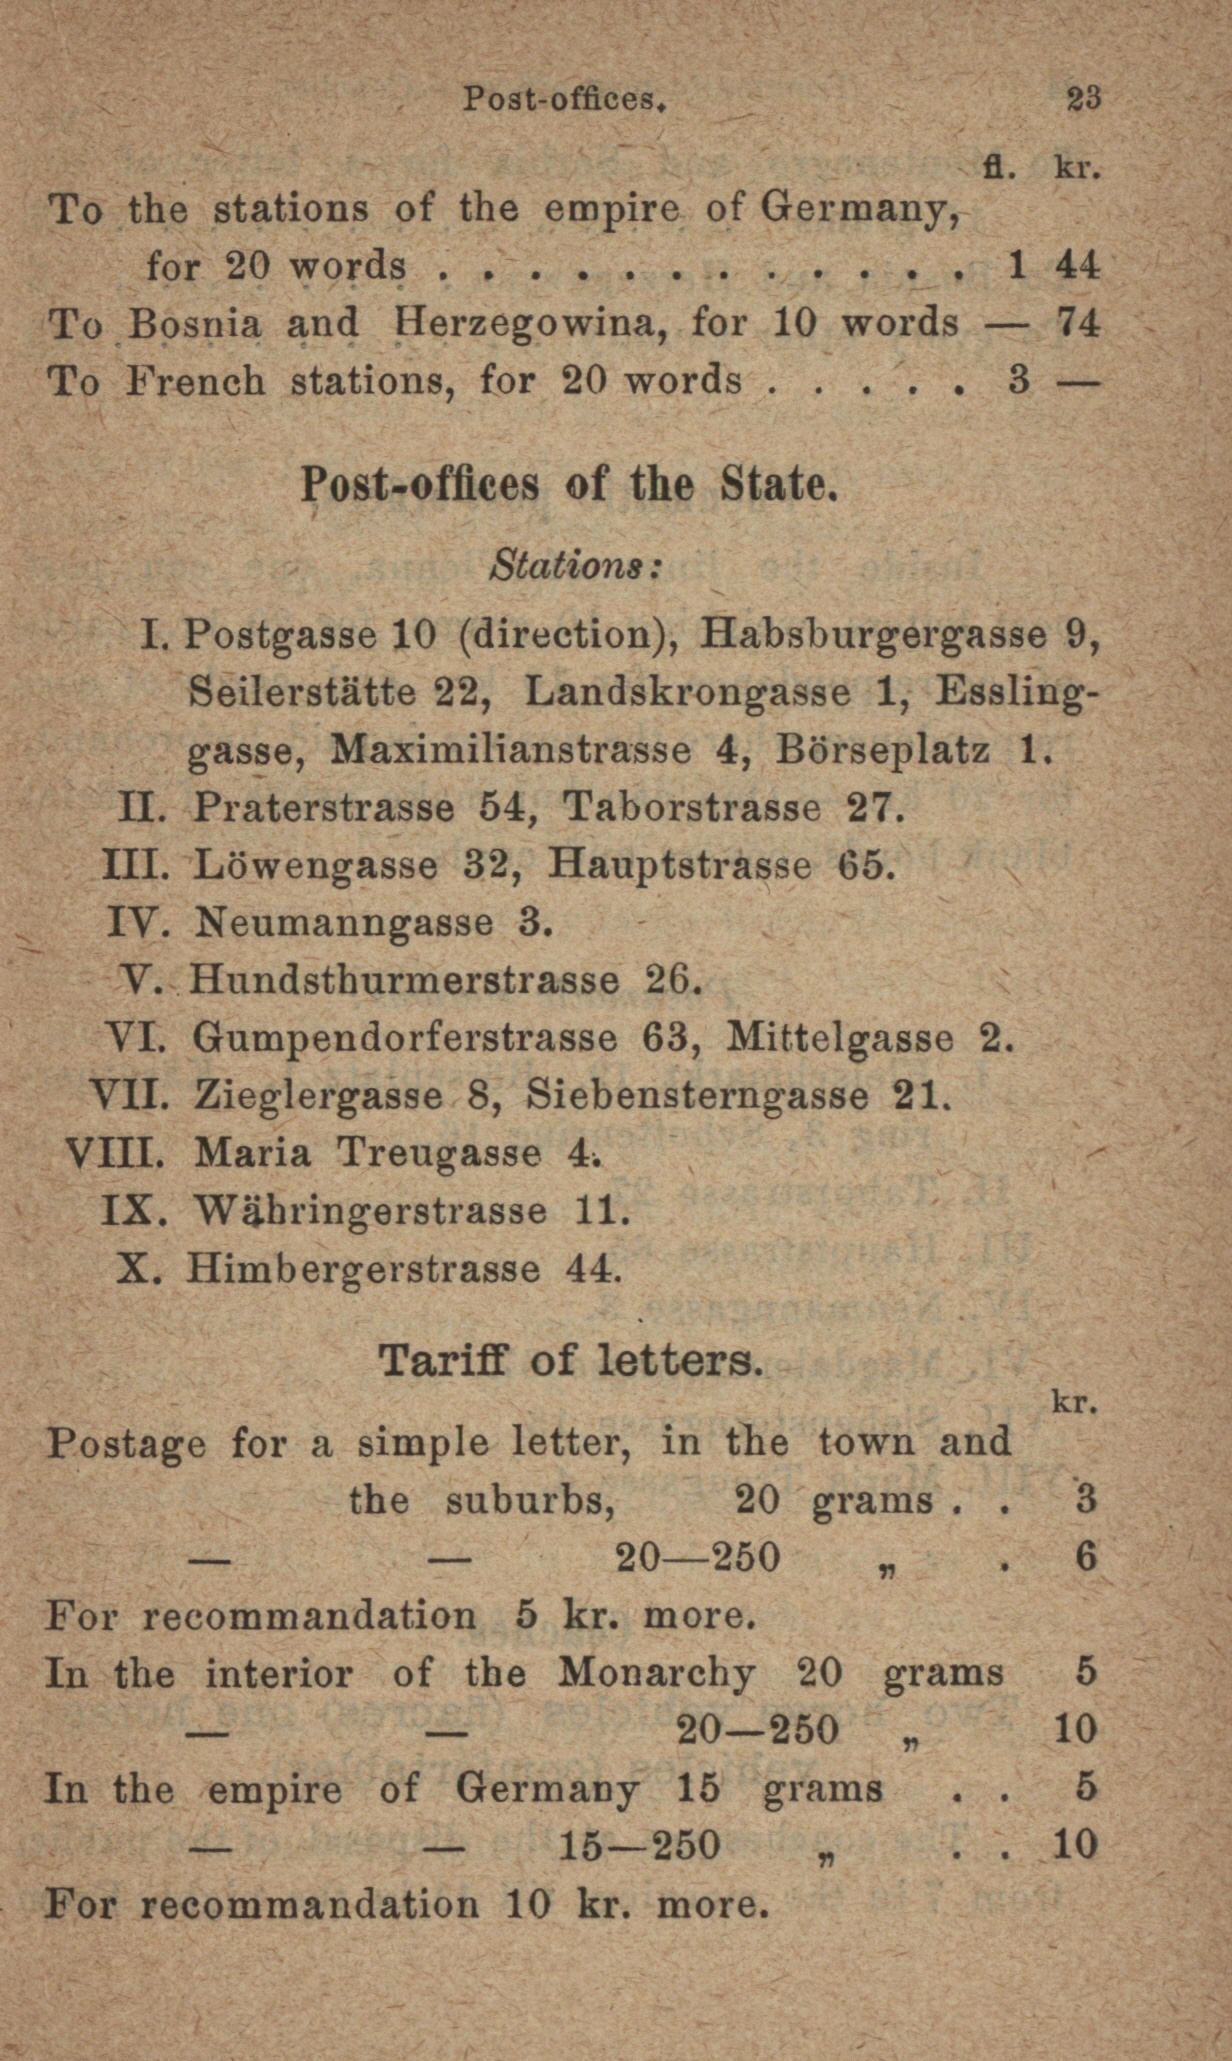 Post-offices. 23
fl. kr.
To the stations of the empire of Germany,
for 20 words . . . . . . . . . . . . 1 44
To Bosnia and Herzegowina, for 10 words — 74
To French stations, for 20 words . . . . . 3 —
Post-offices of the State.
Stations:
I. Postgasse 10 (direction), Habsburgergasse 9,
Seilerstätte 22, Landskrongasse 1, Essling-
gasse, Maximilianstrasse 4, Börseplatz 1.
II. Praterstrasse 54, Taborstrasse 27.
III. Löwengasse 32, Hauptstrasse 65.
IV. Neumanngasse 3.
V. Hundsthurmerstrasse 26.
VI. Gumpendorferstrasse 63, Mittelgasse 2.
VII. Zieglergasse 8, Siebensterngasse 21.
VIII. Maria Treugasse 4.
IX. Währingerstrasse 11.
X. Himbergerstrasse 44.
Tariff of letters.
kr.
Postage for a simple letter, in the town and
the suburbs, 20 grams . . 3
— — 20—250 „ . 6
For recommandation 5 kr. more.
In the interior of the Monarchy 20 grams 5
— — 20—250 „ 10
In the empire of Germany 15 grams . . 5
— — 15—250 „ . . 10
For recommandation 10 kr. more.